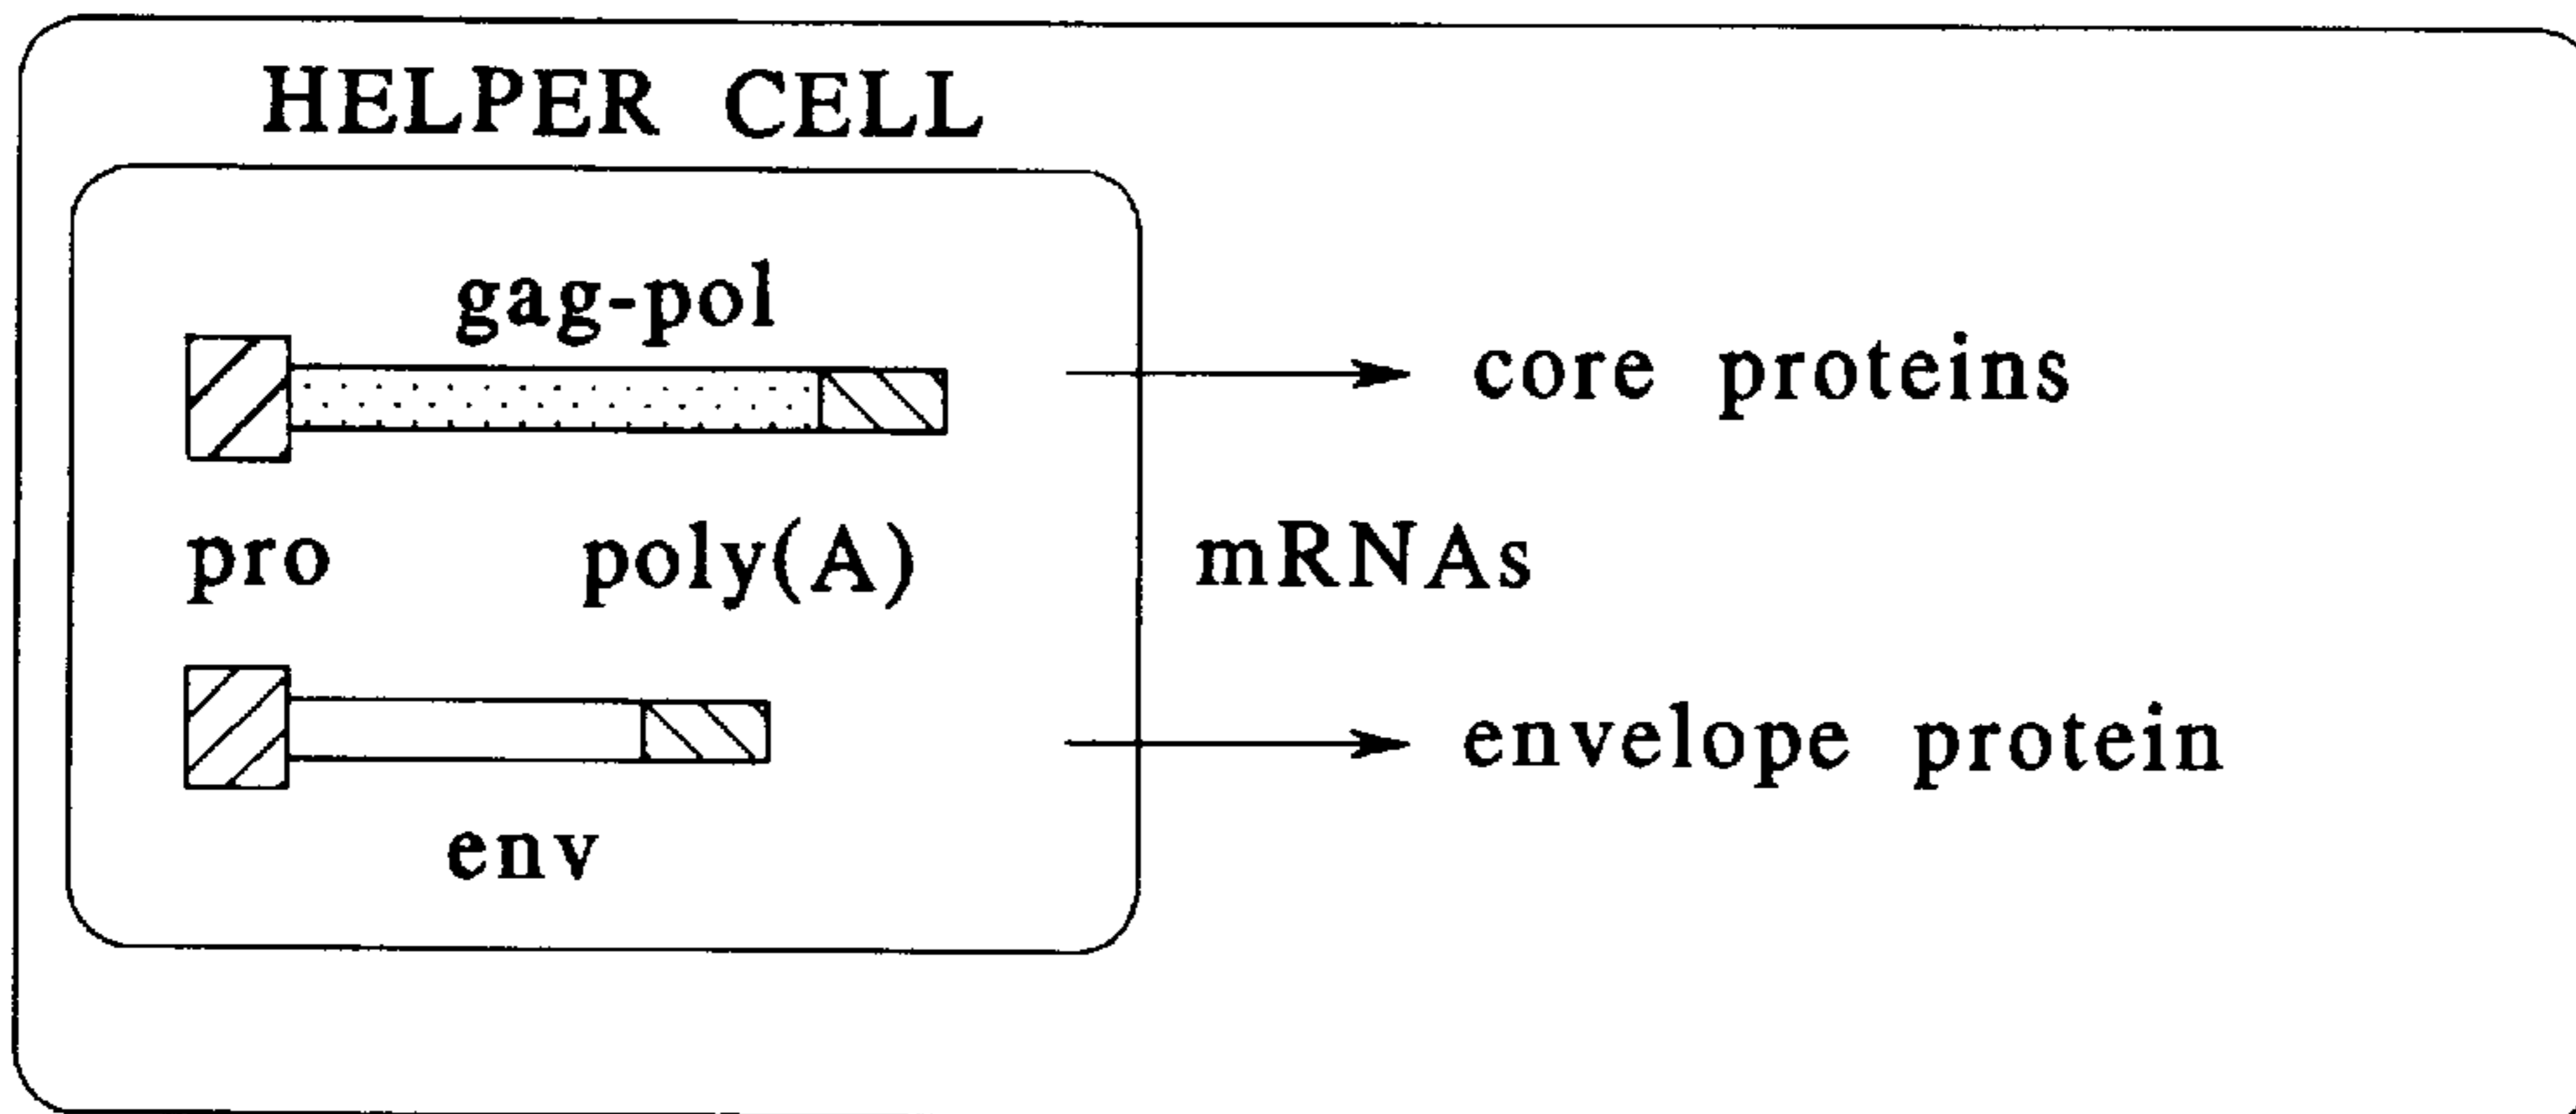 HELPER CELL
gag-pol
core proteins
pro poly(A) mRNAs
envelope protein
env